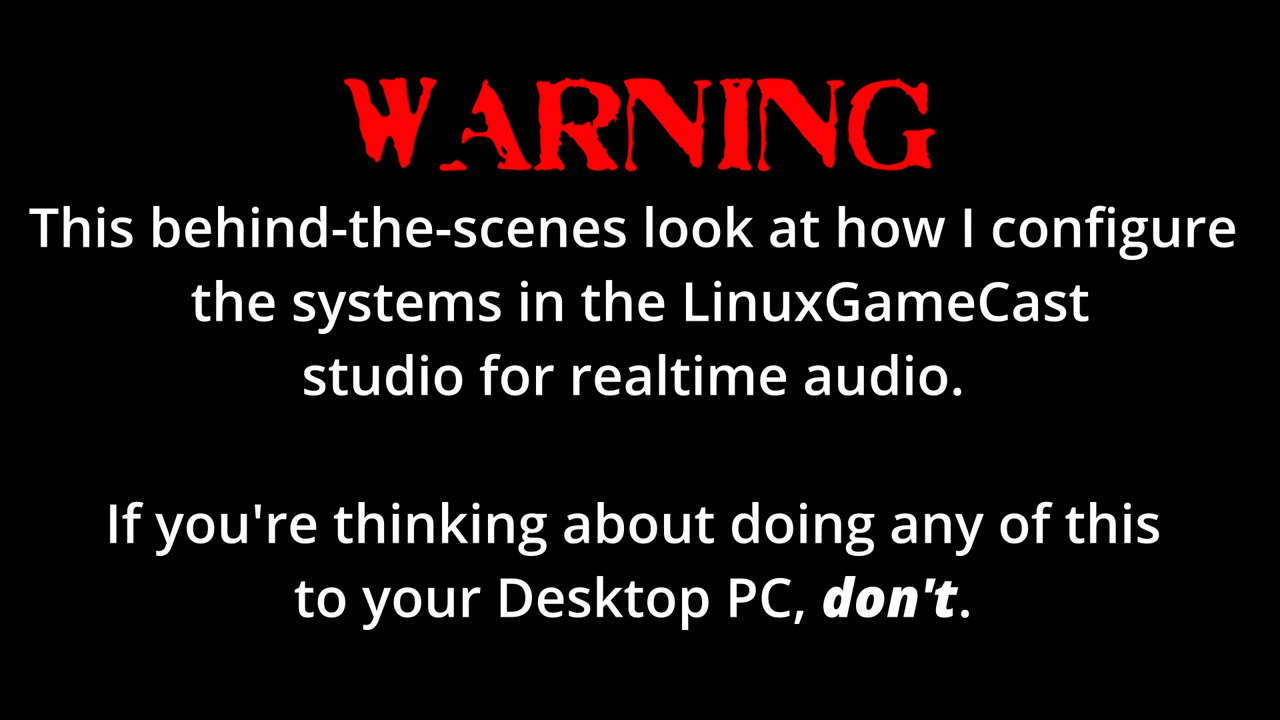 WARNING
This behind-the-scenes look at how I configure
the systems in the LinuxGameCast
studio for realtime audio.
If you're thinking about doing any of this
to your Desktop PC, don't.